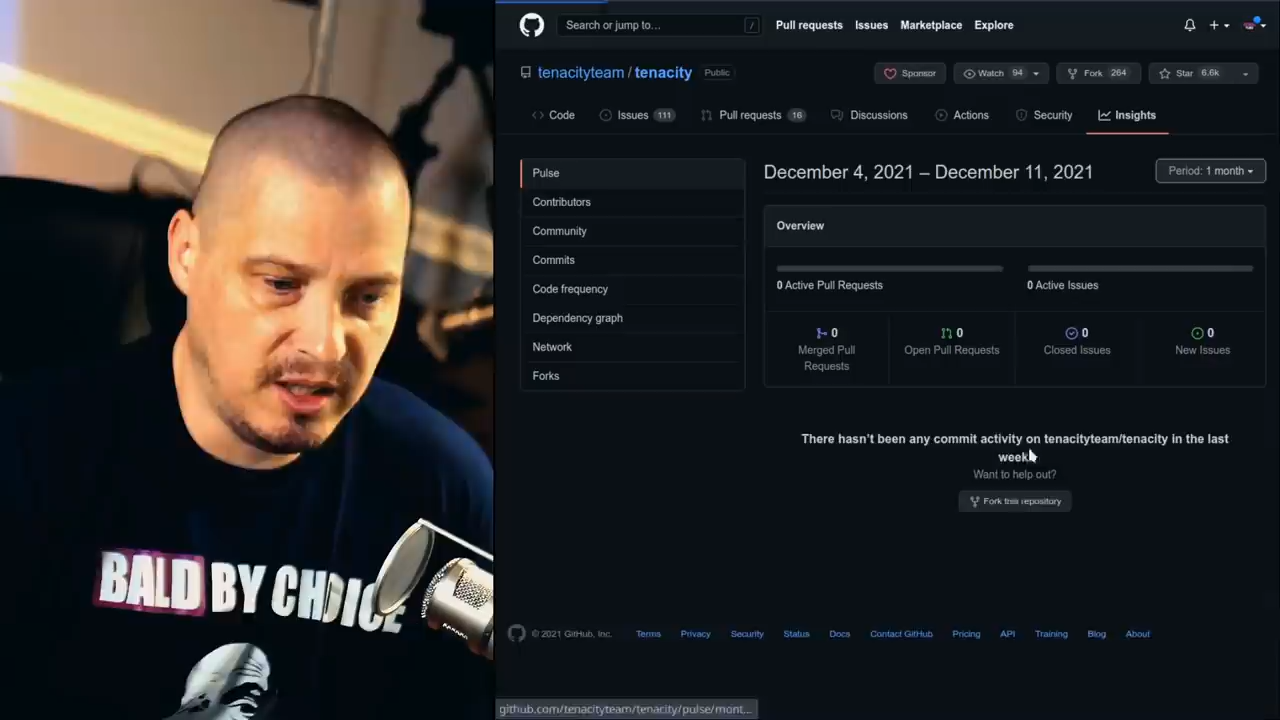 Search or jump to...
/
Pull requests
Issues
Marketplace
Explore
tenacityteam / tenacity
Public
Sponsor
Watch 94
Fork 264
Star 6.6k
Code
Issues 111
Pull requests 16
Discussions
Actions
Security
Insights
Pulse
Contributors
Community
Commits
Code frequency
Dependency graph
Network
Forks
December 4, 2021 – December 11, 2021
Period: 1 month
Overview
0 Active Pull Requests
0 Active Issues
0
Merged Pull
Requests
0
Open Pull Requests
0
Closed Issues
0
New Issues
There hasn't been any commit activity on tenacityteam/tenacity in the last
week.
Want to help out?
Fork this repository
© 2021 GitHub, Inc.
Terms
Privacy
Security
Status
Docs
Contact GitHub
Pricing
API
Training
Blog
About
github.com/tenacityteam/tenacity/pulse/mont...
BALD BY CHOICE